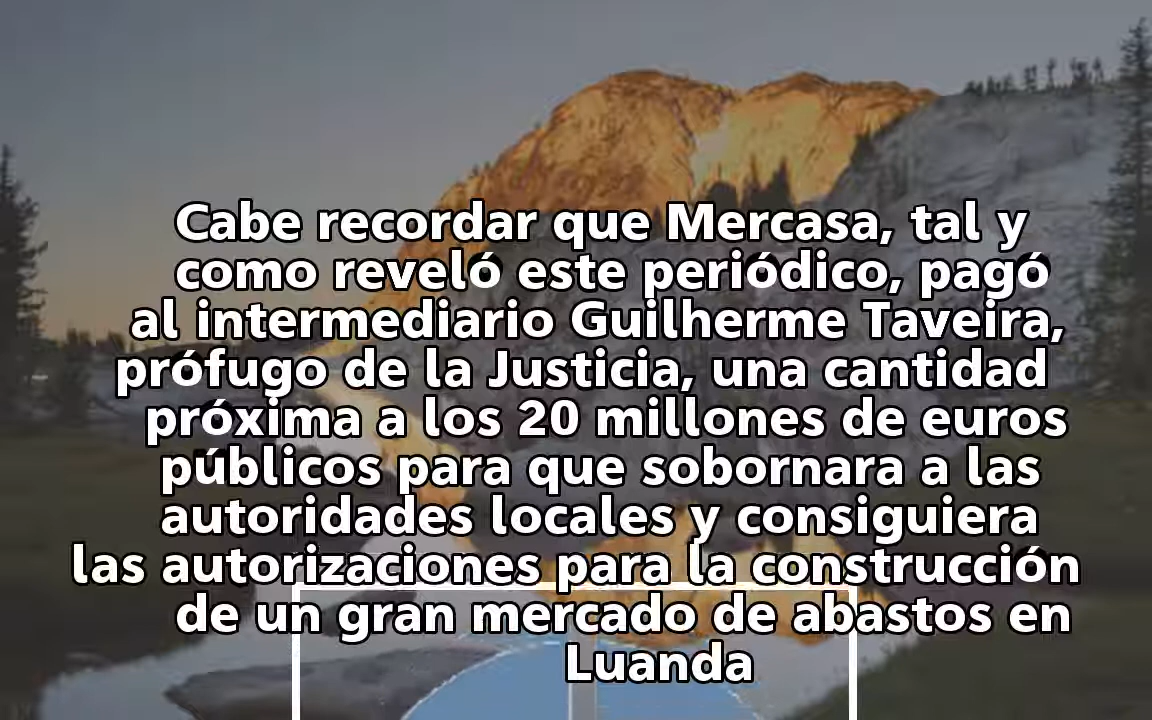 Cabe recordar que Mercasa, tal y
como reveló este periódico, pagó
al intermediario Guilherme Taveira,
prófugo de la Justicia, una cantidad
próxima a los 20 millones de euros
públicos para que sobornara a las
autoridades locales y consiguiera
las autorizaciones para la construcción
de un gran mercado de abastos en
Luanda